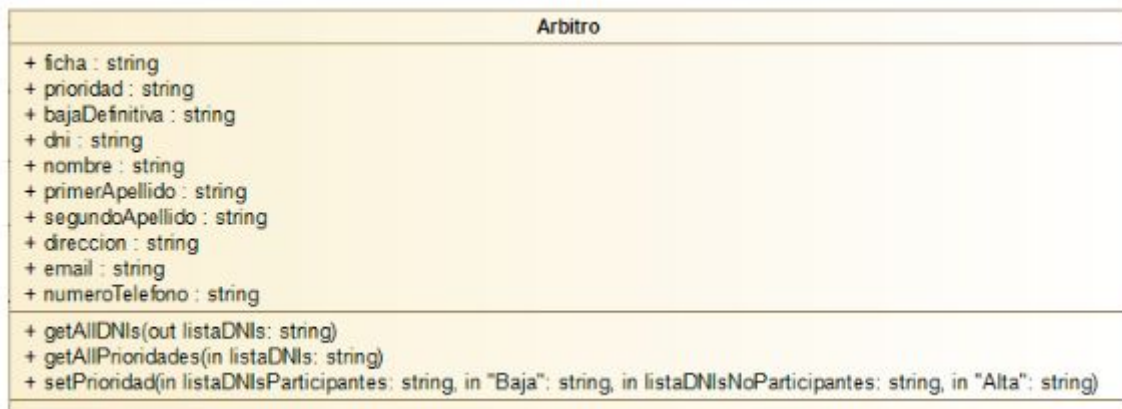 Arbitro
+ ficha : string
+ prioridad : string
+ bajaDefinitiva : string
+ dni : string
+ nombre : string
+ primerApellido : string
+ segundoApellido : string
+ direccion : string
+ email : string
+ numeroTelefono : string
+ getAllDNIs(out listaDNIs: string)
+ getAllPrioridades(in listaDNIs: string)
+ setPrioridad(in listaDNIsParticipantes: string, in "Baja": string, in listaDNIsNoParticipantes: string, in "Alta": string)